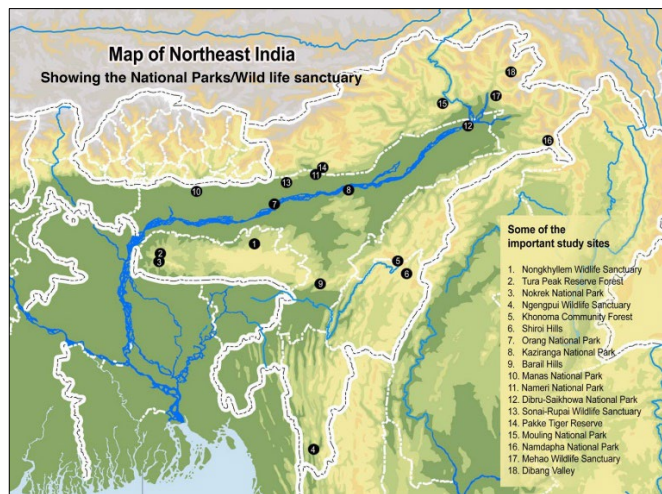 Map of Northeast India
Showing the National Parks/Wild life sanctuary
18
17
15
12
16
14
11
13
10
8
7
1
2
3
5
6
9
4
Some of the
important study sites
1. Nongkhyllem Wildlife Sanctuary
2. Tura Peak Reserve Forest
3. Nokrek National Park
4. Ngengpui Wildlife Sanctuary
5. Khonoma Community Forest
6. Shiroi Hills
7. Orang National Park
8. Kaziranga National Park
9. Barail Hills
10. Manas National Park
11. Nameri National Park
12. Dibru-Saikhowa National Park
13. Sonai-Rupai Wildlife Sanctuary
14. Pakke Tiger Reserve
15. Mouling National Park
16. Namdapha National Park
17. Mehao Wildlife Sanctuary
18. Dibang Valley